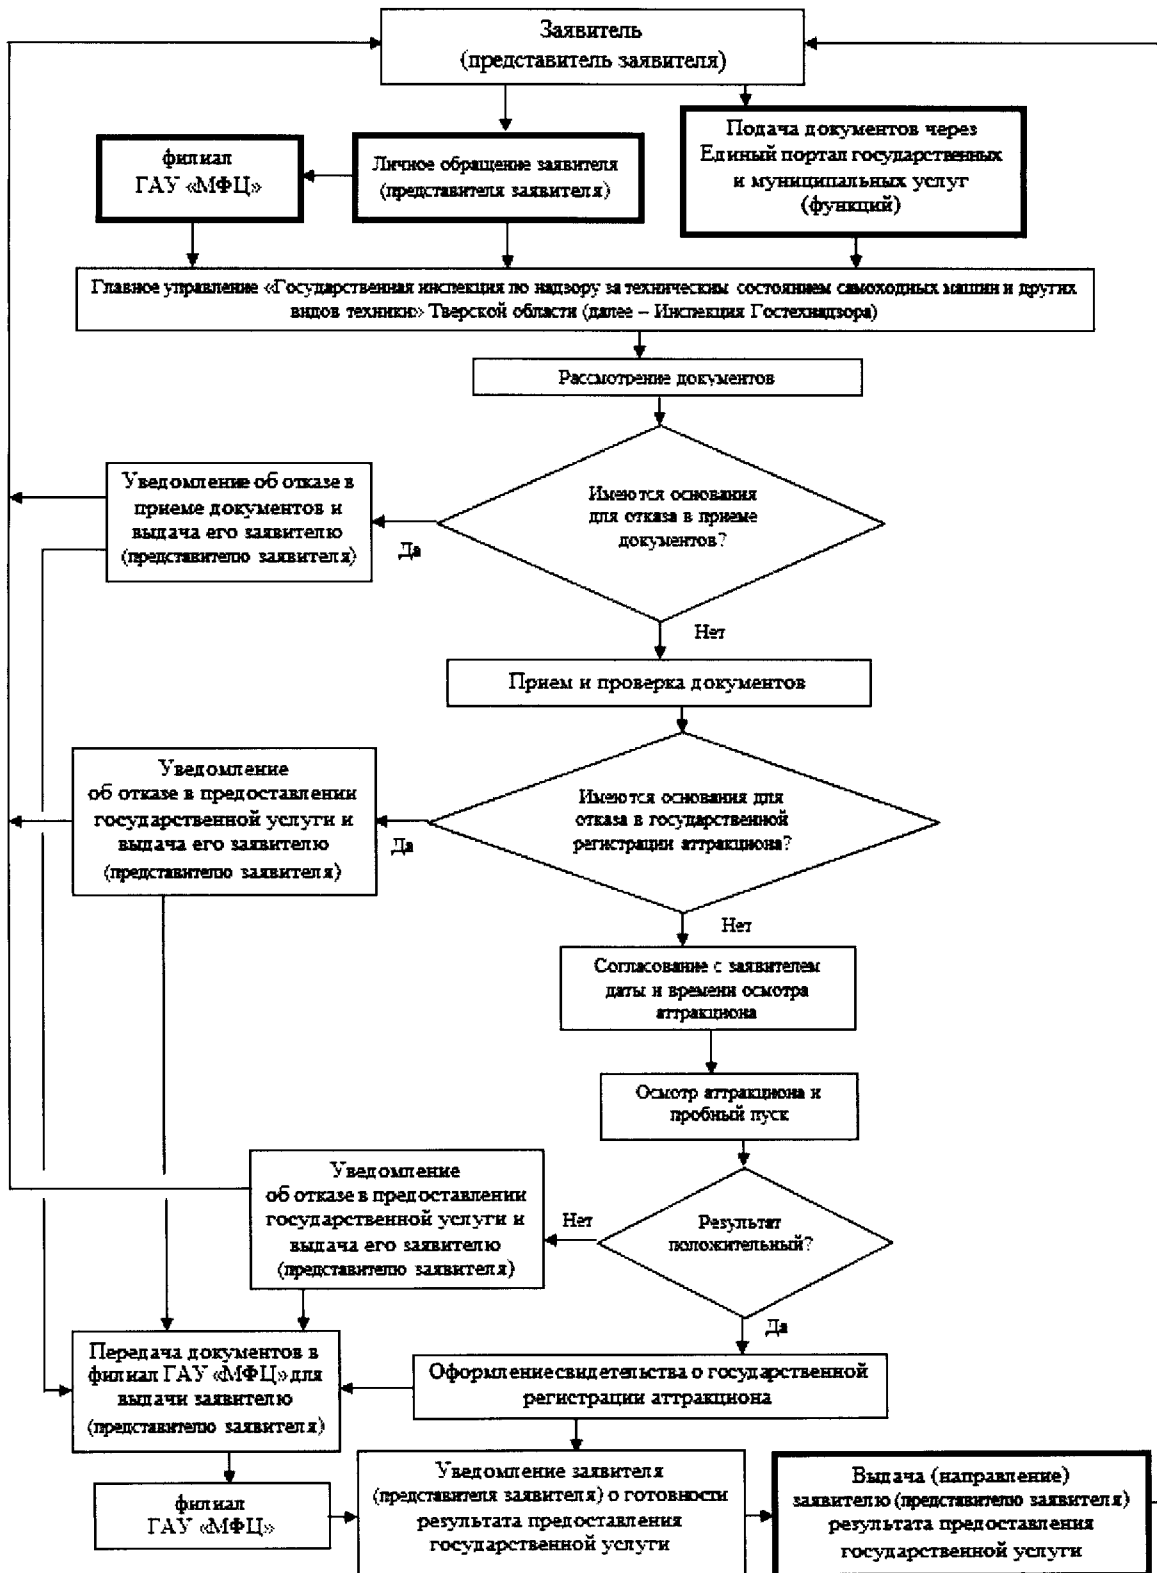 Заявитель
(представитель заявителя)
филиал
ГАУ «МФЦ»
Личное обращение заявителя
(представителя заявителя)
Подача документов через
Единый портал государственных
и муниципальных услуг
(функций)
Главное управление «Государственная инспекция по надзору за техническим состоянием самоходных машин и других
видов техники» Тверской области (далее – Инспекция Гостехнадзора)
Рассмотрение документов
Имеются основания
для отказа в приеме
документов?
Да
Уведомление об отказе в
приеме документов и
выдача его заявителю
(представителю заявителя)
Нет
Прием и проверка документов
Имеются основания для
отказа в государственной
регистрации аттракциона?
Да
Уведомление
об отказе в предоставлении
государственной услуги и
выдача его заявителю
(представителю заявителя)
Нет
Согласование с заявителем
даты и времени осмотра
аттракциона
Осмотр аттракциона и
пробный пуск
Результат
положительный?
Нет
Уведомление
об отказе в предоставлении
государственной услуги и
выдача его заявителю
(представителю заявителя)
Да
Передача документов в
филиал ГАУ «МФЦ» для
выдачи заявителю
(представителю заявителя)
Оформление свидетельства о государственной
регистрации аттракциона
филиал
ГАУ «МФЦ»
Уведомление заявителя
(представителя заявителя) о готовности
результата предоставления
государственной услуги
Выдача (направление)
заявителю (представителю заявителя)
результата предоставления
государственной услуги